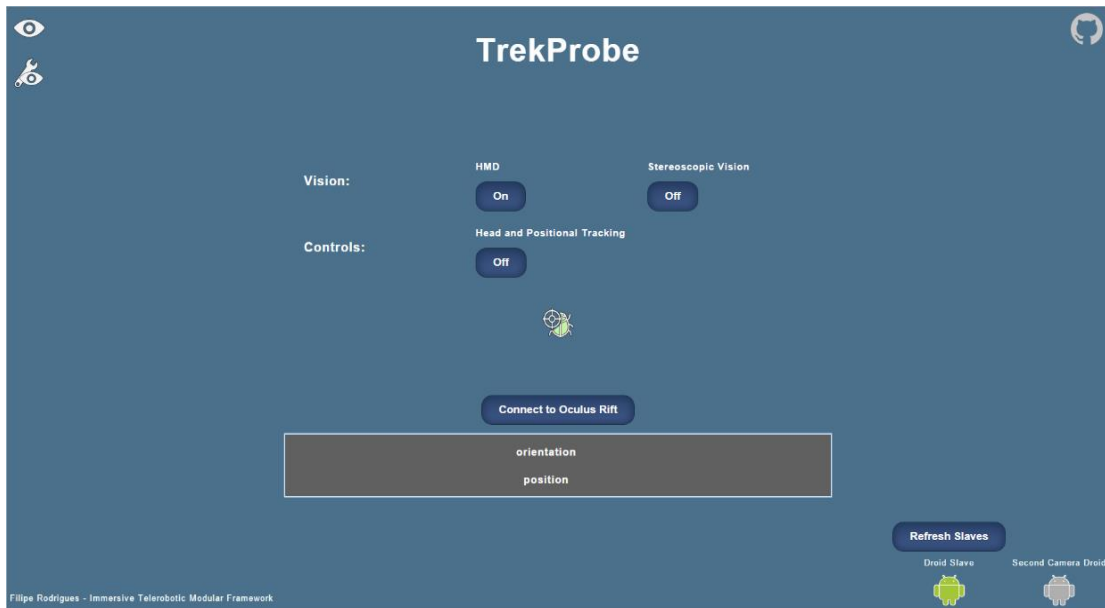 TrekProbe
HMD
Stereoscopic Vision
Vision:
On
Off
Head and Positional Tracking
Controls:
Off
Connect to Oculus Rift
orientation
position
Refresh Slaves
Droid Slave
Second Camera Droid
Filipe Rodrigues - Immersive Telerobotic Modular Framework